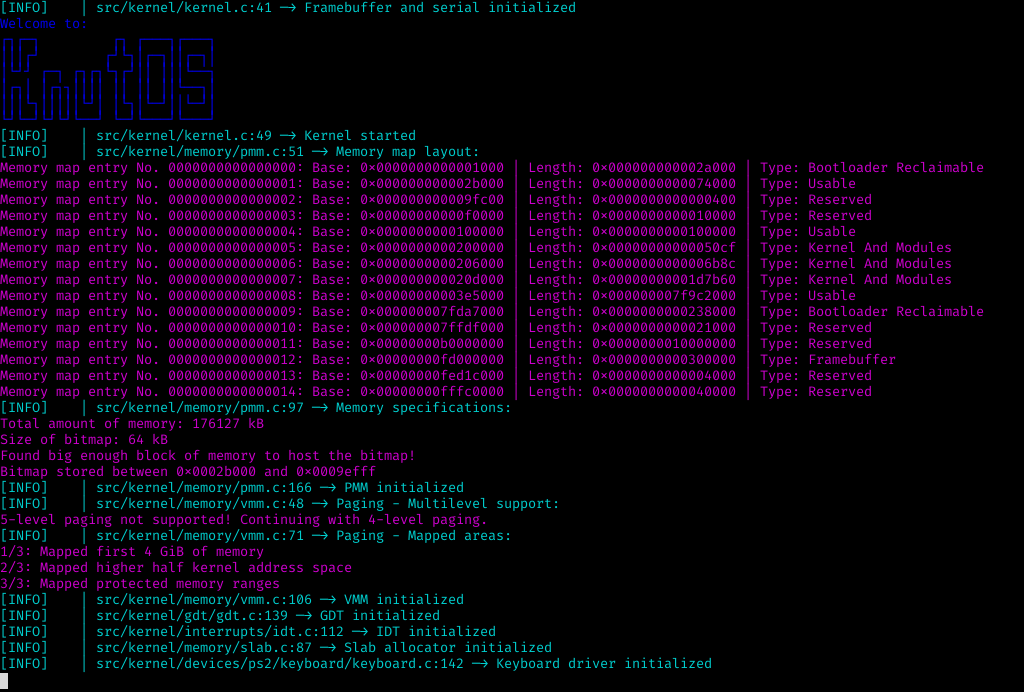 [INFO]    | src/kernel/kernel.c:41 —> Framebuffer and serial initialized
Welcome to:
[INFO]    | src/kernel/kernel.c:49 —> Kernel started
[INFO]    | src/kernel/memory/pmm.c:51 —> Memory map layout:
Memory map entry No. 0000000000000000: Base: 0x0000000000001000 | Length: 0x000000000002a000 | Type: Bootloader Reclaimable
Memory map entry No. 0000000000000001: Base: 0x000000000002b000 | Length: 0x0000000000074000 | Type: Usable
Memory map entry No. 0000000000000002: Base: 0x000000000009fc00 | Length: 0x0000000000000400 | Type: Reserved
Memory map entry No. 0000000000000003: Base: 0x00000000000f0000 | Length: 0x0000000000010000 | Type: Reserved
Memory map entry No. 0000000000000004: Base: 0x0000000000100000 | Length: 0x0000000000100000 | Type: Usable
Memory map entry No. 0000000000000005: Base: 0x0000000000200000 | Length: 0x00000000000050cf | Type: Kernel And Modules
Memory map entry No. 0000000000000006: Base: 0x0000000000206000 | Length: 0x0000000000006b8c | Type: Kernel And Modules
Memory map entry No. 0000000000000007: Base: 0x000000000020d000 | Length: 0x00000000001d7b60 | Type: Kernel And Modules
Memory map entry No. 0000000000000008: Base: 0x00000000003e5000 | Length: 0x000000007f9c2000 | Type: Usable
Memory map entry No. 0000000000000009: Base: 0x000000007fda7000 | Length: 0x0000000000238000 | Type: Bootloader Reclaimable
Memory map entry No. 0000000000000010: Base: 0x000000007ffdf000 | Length: 0x0000000000021000 | Type: Reserved
Memory map entry No. 0000000000000011: Base: 0x00000000b0000000 | Length: 0x0000000010000000 | Type: Reserved
Memory map entry No. 0000000000000012: Base: 0x00000000fd000000 | Length: 0x0000000000300000 | Type: Framebuffer
Memory map entry No. 0000000000000013: Base: 0x00000000fed1c000 | Length: 0x0000000000004000 | Type: Reserved
Memory map entry No. 0000000000000014: Base: 0x00000000fffc0000 | Length: 0x0000000000040000 | Type: Reserved
[INFO]    | src/kernel/memory/pmm.c:97 —> Memory specifications:
Total amount of memory: 176127 kB
Size of bitmap: 64 kB
Found big enough block of memory to host the bitmap!
Bitmap stored between 0x0002b000 and 0x0009efff
[INFO]    | src/kernel/memory/pmm.c:166 —> PMM initialized
[INFO]    | src/kernel/memory/vmm.c:48 —> Paging - Multilevel support:
5-level paging not supported! Continuing with 4-level paging.
[INFO]    | src/kernel/memory/vmm.c:71 —> Paging - Mapped areas:
1/3: Mapped first 4 GiB of memory
2/3: Mapped higher half kernel address space
3/3: Mapped protected memory ranges
[INFO]    | src/kernel/memory/vmm.c:106 —> VMM initialized
[INFO]    | src/kernel/gdt/gdt.c:139 —> GDT initialized
[INFO]    | src/kernel/interrupts/idt.c:112 —> IDT initialized
[INFO]    | src/kernel/memory/slab.c:87 —> Slab allocator initialized
[INFO]    | src/kernel/devices/ps2/keyboard/keyboard.c:142 —> Keyboard driver initialized